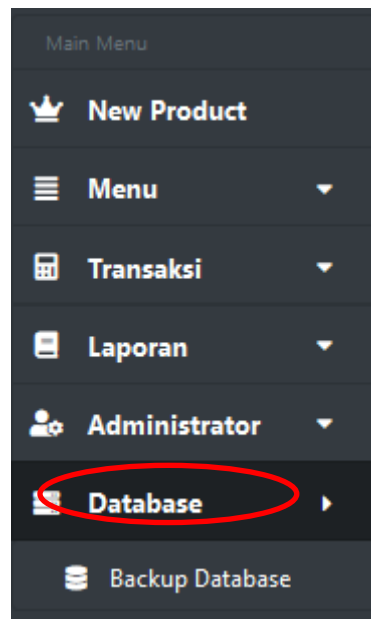 Main Menu
New Product
Menu
Transaksi
Laporan
Administrator
Database
Backup Database